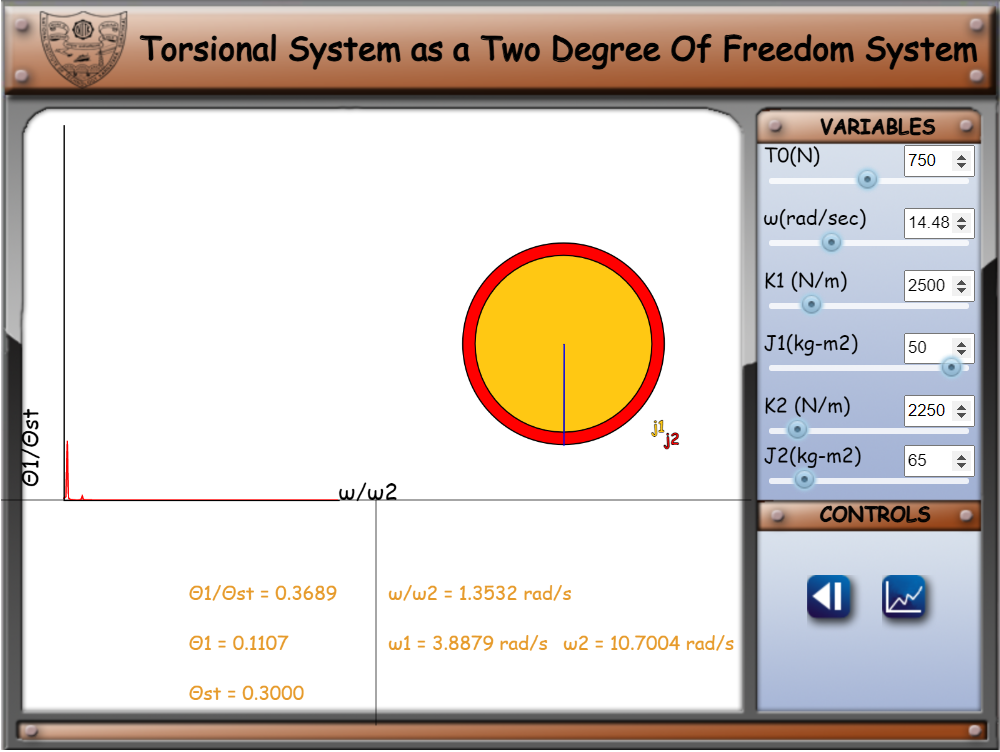 Torsional System as a Two Degree Of Freedom System
VARIABLES
T0(N)
750
ω(rad/sec)
14.48
K1 (N/m)
2500
J1(kg-m2)
50
K2 (N/m)
2250
J2(kg-m2)
65
CONTROLS
Θ1/Θst
ω/ω2
j1
j2
Θ1/Θst = 0.3689
ω/ω2 = 1.3532 rad/s
Θ1 = 0.1107
ω1 = 3.8879 rad/s ω2 = 10.7004 rad/s
Θst = 0.3000